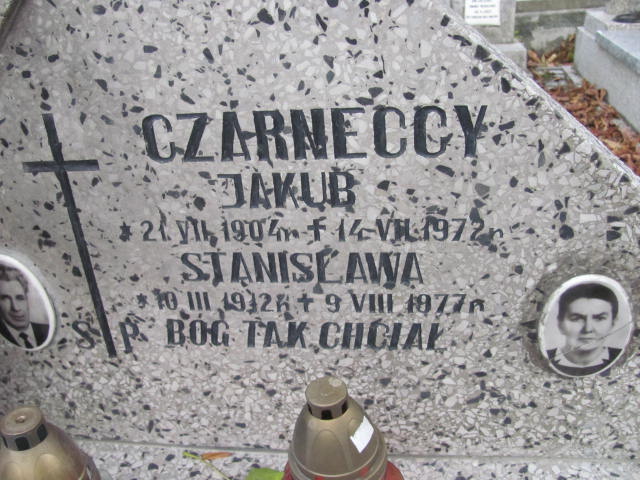 CZARNECCY
JAKUB
* 21 VII 1904 r. † 14-VII.1972 r.
STANISŁAWA
* 10 III 1912 r. † 9 VIII 1977 r.
Ś P. BÓG TAK CHCIAŁ